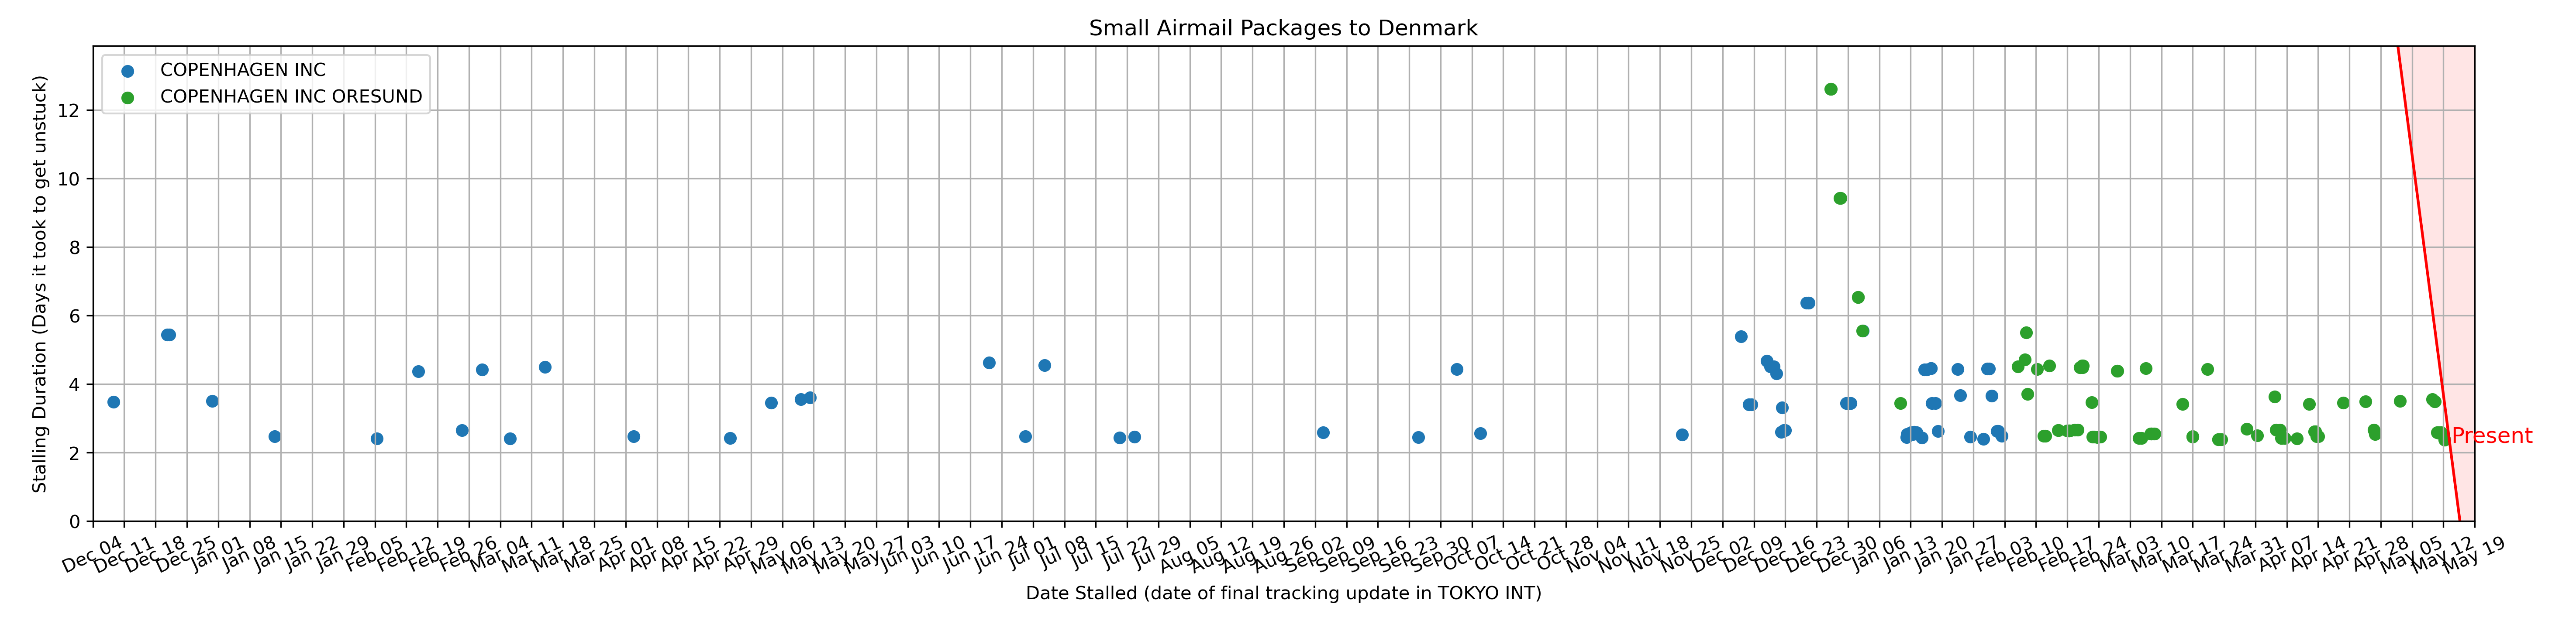 Small Airmail Packages to Denmark
COPENHAGEN INC
COPENHAGEN INC ORESUND
Stalling Duration (Days it took to get unstuck)
12
10
8
6
4
2
0
Present
Dec 04
Dec 11
Dec 18
Dec 25
Jan 01
Jan 08
Jan 15
Jan 22
Jan 29
Feb 05
Feb 12
Feb 19
Feb 26
Mar 04
Mar 11
Mar 18
Mar 25
Apr 01
Apr 08
Apr 15
Apr 22
Apr 29
May 06
May 13
May 20
May 27
Jun 03
Jun 10
Jun 17
Jun 24
Jul 01
Jul 08
Jul 15
Jul 22
Jul 29
Aug 05
Aug 12
Aug 19
Aug 26
Sep 02
Sep 09
Sep 16
Sep 23
Sep 30
Oct 07
Oct 14
Oct 21
Oct 28
Nov 04
Nov 11
Nov 18
Nov 25
Dec 02
Dec 09
Dec 16
Dec 23
Dec 30
Jan 06
Jan 13
Jan 20
Jan 27
Feb 03
Feb 10
Feb 17
Feb 24
Mar 03
Mar 10
Mar 17
Mar 24
Mar 31
Apr 07
Apr 14
Apr 21
Apr 28
May 05
May 12
May 19
Date Stalled (date of final tracking update in TOKYO INT)